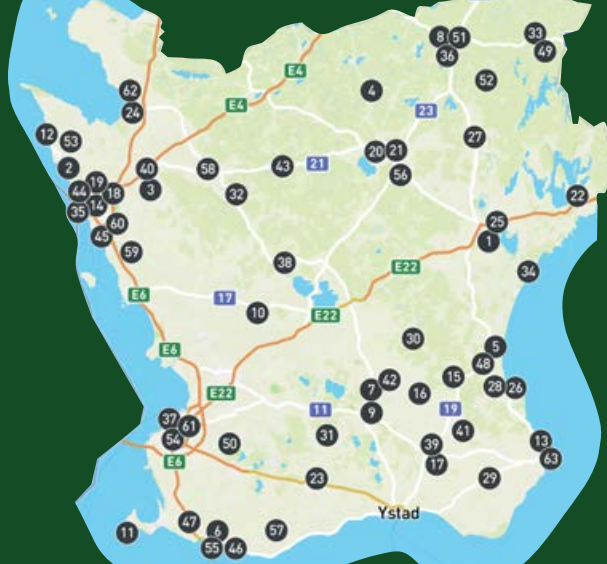 8 51 33
36 49
E4
52
4
62
E4
23
24
12 53
27
20 21
2 40 58 43 21
56
19
44 18 3 32
22
14
35
60 25
45 1
59
38 E22 34
E6 17
10 E22
30
5
E6
48
42 15
7 28 26
E22 16
11 9 19
37
61 31 41
54 50 39 13
E6 17 63
23 29
Ystad
47
11 6 57
55 46